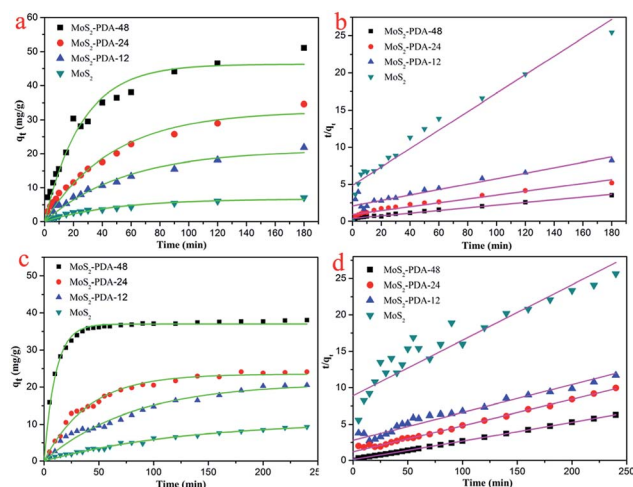 a
MoS2-PDA-48
MoS2-PDA-24
MoS2-PDA-12
MoS2
qt (mg/g)
60
50
40
30
20
10
0
0 20 40 60 80 100 120 140 160 180
Time (min)
b
MoS2-PDA-48
MoS2-PDA-24
MoS2-PDA-12
MoS2
t/qt
25
20
15
10
5
0
0 20 40 60 80 100 120 140 160 180
Time (min)
c
MoS2-PDA-48
MoS2-PDA-24
MoS2-PDA-12
MoS2
qt (mg/g)
50
40
30
20
10
0
0 50 100 150 200 250
Time (min)
d
MoS2-PDA-48
MoS2-PDA-24
MoS2-PDA-12
MoS2
t/qt
25
20
15
10
5
0
0 50 100 150 200 250
Time (min)